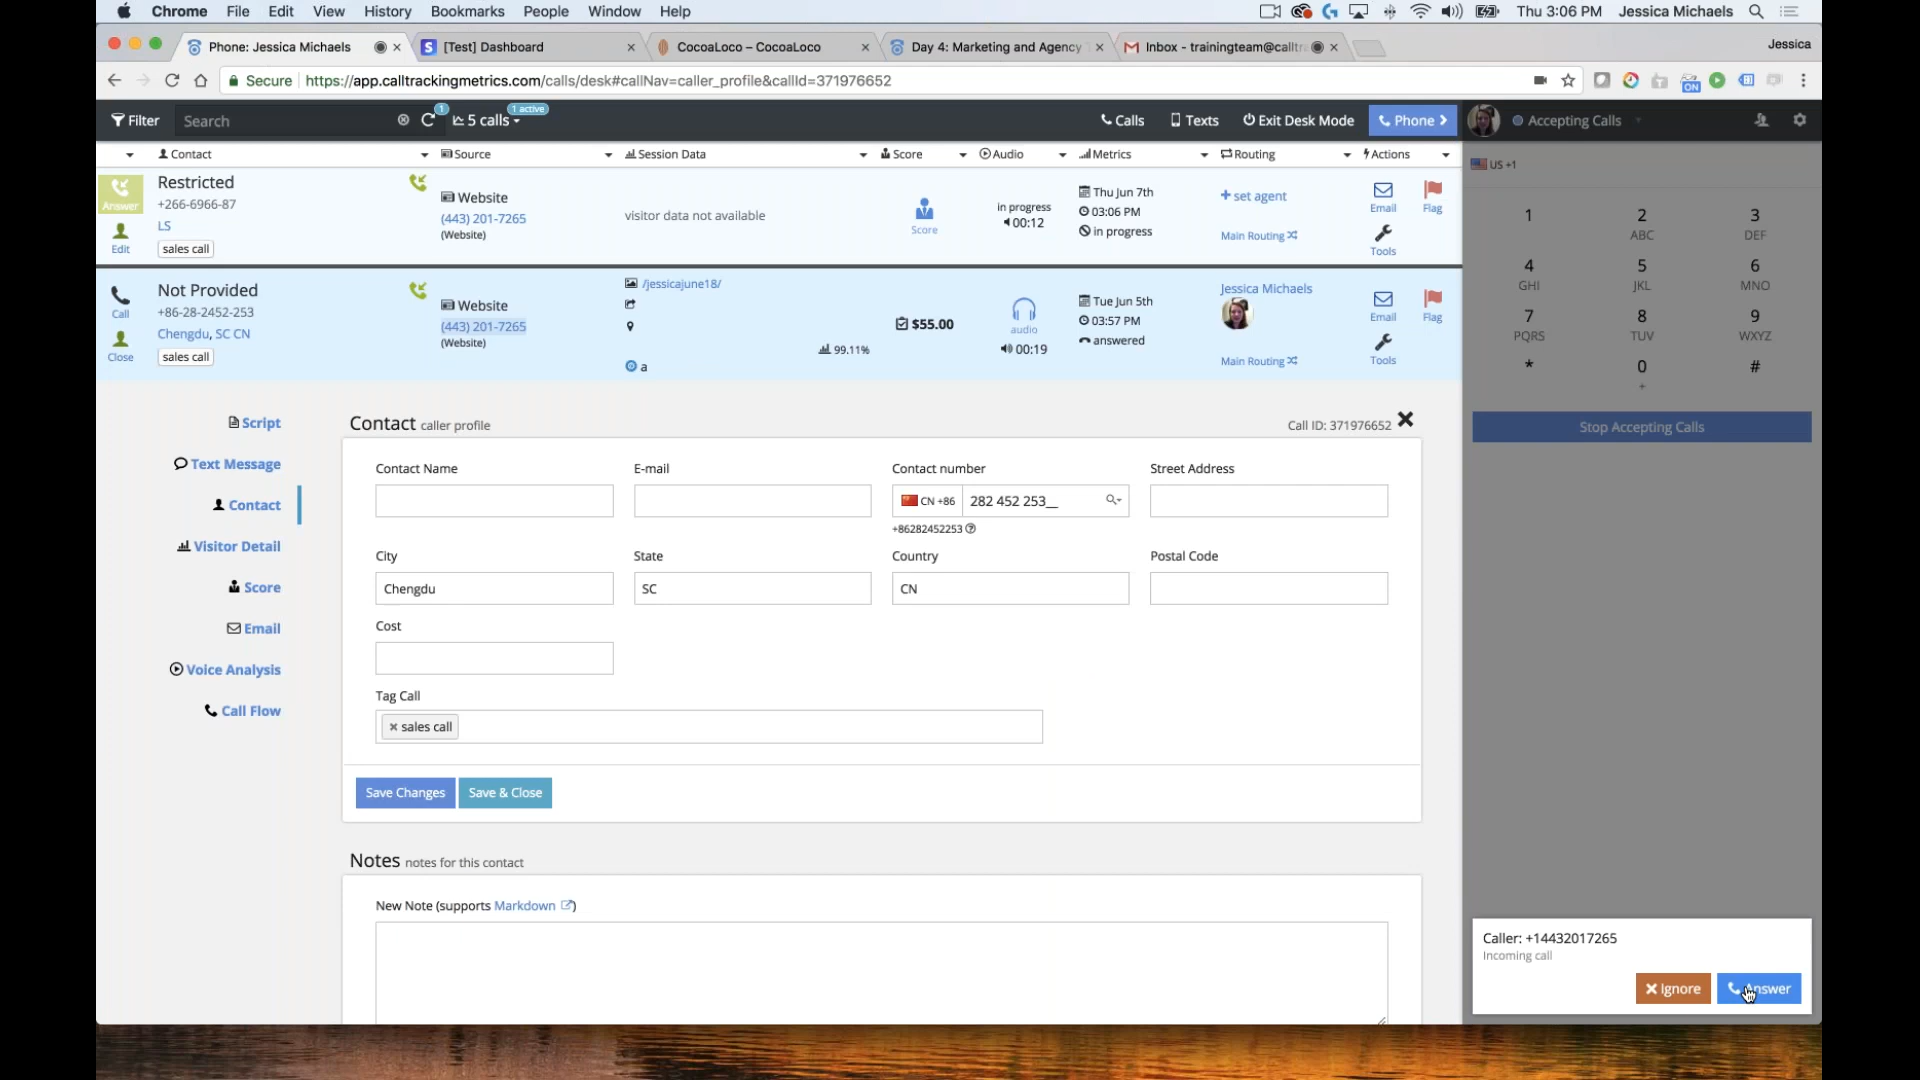 Chrome File Edit View History Bookmarks People Window Help Thu 3:06 PM Jessica Michaels
Phone: Jessica Michaels [Test] Dashboard CocoaLoco – CocoaLoco Day 4: Marketing and Agency Inbox - trainingteam@calltr Jessica
Secure https://app.calltrackingmetrics.com/calls/desk#callNav=caller_profile&callId=371976652 ON
Filter Search 1 5 calls 1 active Calls Texts Exit Desk Mode Phone Accepting Calls
Contact Source Session Data Score Audio Metrics Routing Actions
US +1
Answer Restricted
+266-6966-87
LS
Edit sales call
Website
(443) 201-7265
(Website)
visitor data not available
Score
in progress
00:12
Thu Jun 7th
03:06 PM
in progress
+ set agent
Main Routing
Email Flag
Tools
Call Not Provided
+86-28-2452-253
Chengdu, SC CN
Close sales call
Website
(443) 201-7265
(Website)
/jessicajune18/
99.11%
a
$55.00
audio
00:19
Tue Jun 5th
03:57 PM
answered
Jessica Michaels
Main Routing
Email Flag
Tools
Script
Text Message
Contact
Visitor Detail
Score
Email
Voice Analysis
Call Flow
Contact caller profile Call ID: 371976652
Contact Name E-mail Contact number Street Address
CN +86 282 452 253__
+86282452253
City State Country Postal Code
Chengdu SC CN
Cost
Tag Call
× sales call
Save Changes Save & Close
Notes notes for this contact
New Note (supports Markdown )
1 2 3
ABC DEF
4 5 6
GHI JKL MNO
7 8 9
PQRS TUV WXYZ
* 0 #
+
Stop Accepting Calls
Caller: +14432017265
Incoming call
Ignore Answer